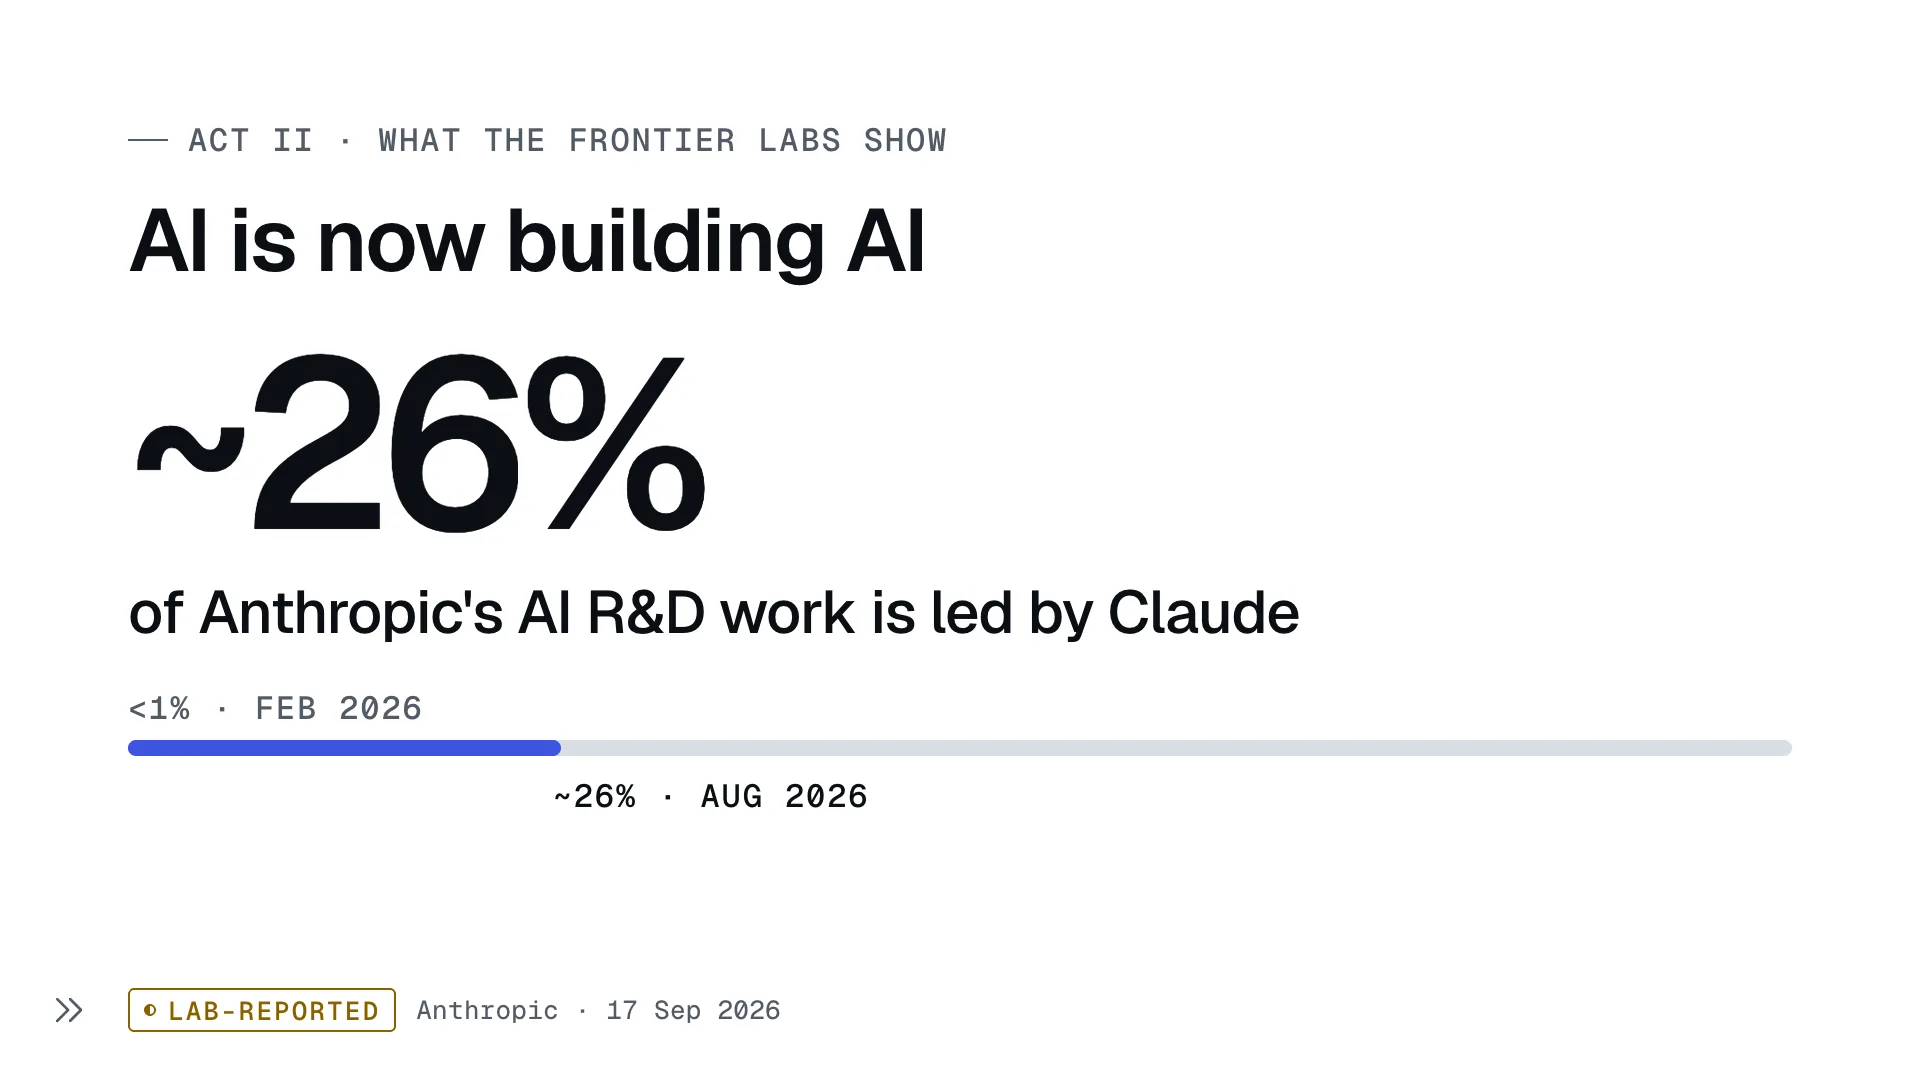 ACT II · WHAT THE FRONTIER LABS SHOW
AI is now building AI
~26%
of Anthropic's AI R&D work is led by Claude
<1% · FEB 2026
~26% · AUG 2026
LAB-REPORTED Anthropic · 17 Sep 2026